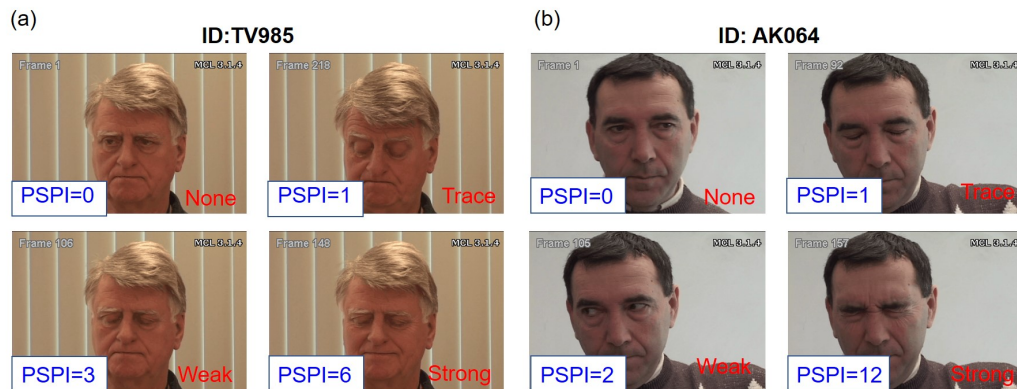 (a)
ID:TV985
Frame 1
MCL 3.1.4
PSPI=0
None
Frame 218
MCL 3.1.4
PSPI=1
Trace
Frame 106
MCL 3.1.4
PSPI=3
Weak
Frame 148
MCL 3.1.4
PSPI=6
Strong
(b)
ID: AK064
Frame 1
MCL 3.1.4
PSPI=0
None
Frame 92
MCL 3.1.4
PSPI=1
Trace
Frame 105
MCL 3.1.4
PSPI=2
Weak
Frame 157
MCL 3.1.4
PSPI=12
Strong